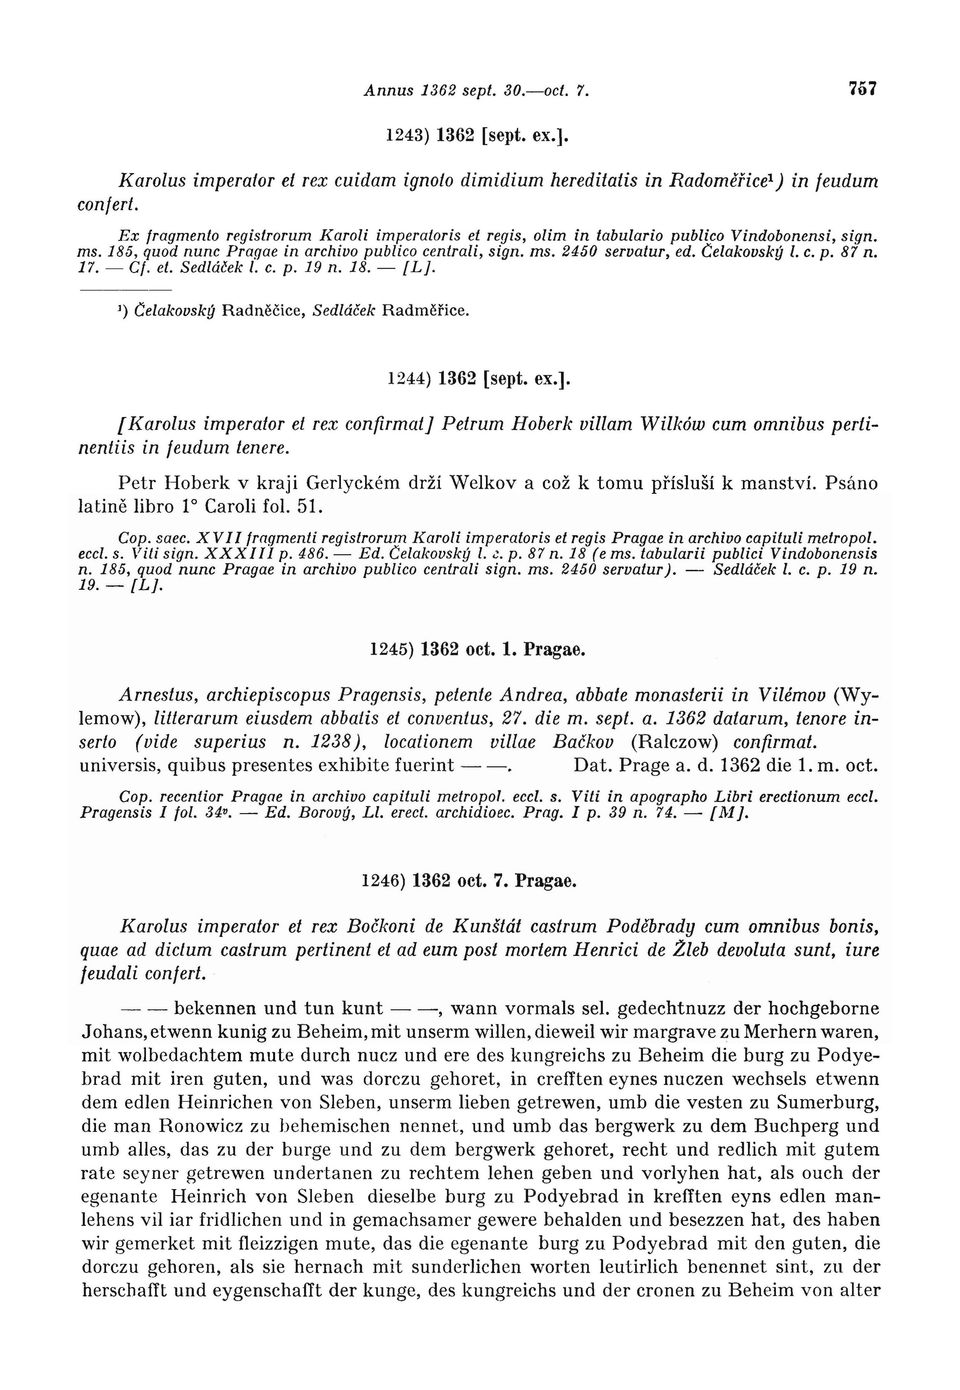 Annus 1362 sept. 30.—oct. 7. 757
1243) 1362 [sept. ex.].
Karolus imperator et rex cuidam ignoto dimidium hereditatis in Radoměřice¹) in feudum
confert.
Ex fragmento registrorum Karoli imperatoris et regis, olim in tabulario publico Vindobonensi, sign.
ms. 185, quod nunc Pragae in archivo publico centrali, sign. ms. 2450 servatur, ed. Čelakovský l. c. p. 87 n.
17. — Cf. et. Sedláček l. c. p. 19 n. 18. — [L].
¹) Čelakovský Radněčice, Sedláček Radměřice.
1244) 1362 [sept. ex.].
[Karolus imperator et rex confirmat] Petrum Hoberk villam Wilków cum omnibus perti-
nentiis in feudum tenere.
Petr Hoberk v kraji Gerlyckém drží Welkov a což k tomu přísluší k manství. Psáno
latině libro 1° Caroli fol. 51.
Cop. saec. XVII fragmenti registrorum Karoli imperatoris et regis Pragae in archivo capituli metropol.
eccl. s. Viti sign. XXXIII p. 486. — Ed. Čelakovský l. c. p. 87 n. 18 (e ms. tabularii publici Vindobonensis
n. 185, quod nunc Pragae in archivo publico centrali sign. ms. 2450 servatur). — Sedláček l. c. p. 19 n.
19. — [L].
1245) 1362 oct. 1. Pragae.
Arnestus, archiepiscopus Pragensis, petente Andrea, abbate monasterii in Vilémov (Wy-
lemow), litterarum eiusdem abbatis et conventus, 27. die m. sept. a. 1362 datarum, tenore in-
serto (vide superius n. 1238), locationem villae Bačkov (Ralczow) confirmat.
universis, quibus presentes exhibite fuerint — —. Dat. Prage a. d. 1362 die 1. m. oct.
Cop. recentior Pragae in archivo capituli metropol. eccl. s. Viti in apographo Libri erectionum eccl.
Pragensis I fol. 34ᵛ. — Ed. Borový, Ll. erect. archidioec. Prag. I p. 39 n. 74. — [M].
1246) 1362 oct. 7. Pragae.
Karolus imperator et rex Bočkoni de Kunštát castrum Poděbrady cum omnibus bonis,
quae ad dictum castrum pertinent et ad eum post mortem Henrici de Žleb devoluta sunt, iure
feudali confert.
— — bekennen und tun kunt — —, wann vormals sel. gedechtnuzz der hochgeborne
Johans, etwenn kunig zu Beheim, mit unserm willen, dieweil wir margrave zu Merhern waren,
mit wolbedachtem mute durch nucz und ere des kungreichs zu Beheim die burg zu Podye-
brad mit iren guten, und was dorczu gehoret, in crefften eynes nuczen wechsels etwenn
dem edlen Heinrichen von Sleben, unserm lieben getrewen, umb die vesten zu Sumerburg,
die man Ronowicz zu behemischen nennet, und umb das bergwerk zu dem Buchperg und
umb alles, das zu der burge und zu dem bergwerk gehoret, recht und redlich mit gutem
rate seyner getrewen undertanen zu rechtem lehen geben und vorlyhen hat, als ouch der
egenante Heinrich von Sleben dieselbe burg zu Podyebrad in krefften eyns edlen man-
lehens vil iar fridlichen und in gemachsamer gewere behalden und besezzen hat, des haben
wir gemerket mit fleizzigen mute, das die egenante burg zu Podyebrad mit den guten, die
dorczu gehoren, als sie hernach mit sunderlichen worten leutirlich benennet sint, zu der
herschafft und eygenschafft der kunge, des kungreichs und der cronen zu Beheim von alter